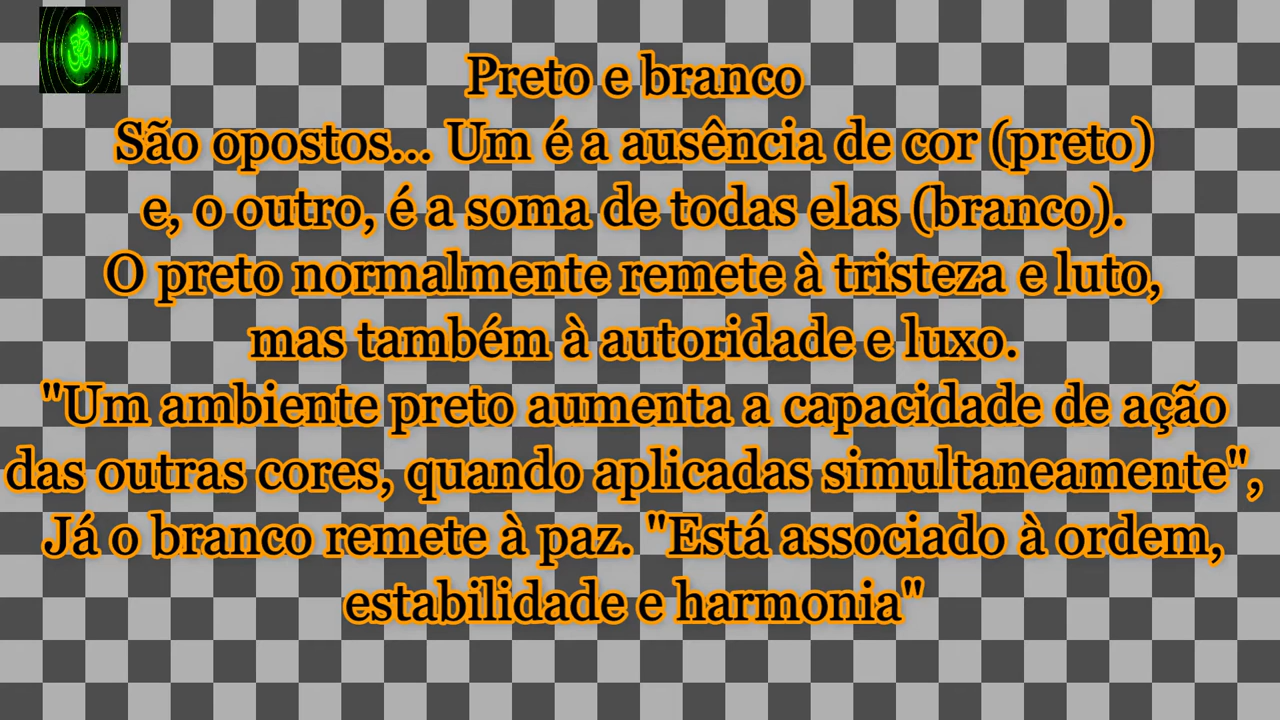 ॐ
Preto e branco
São opostos... Um é a ausência de cor (preto)
e, o outro, é a soma de todas elas (branco).
O preto normalmente remete à tristeza e luto,
mas também à autoridade e luxo.
"Um ambiente preto aumenta a capacidade de ação
das outras cores, quando aplicadas simultaneamente",
Já o branco remete à paz. "Está associado à ordem,
estabilidade e harmonia"